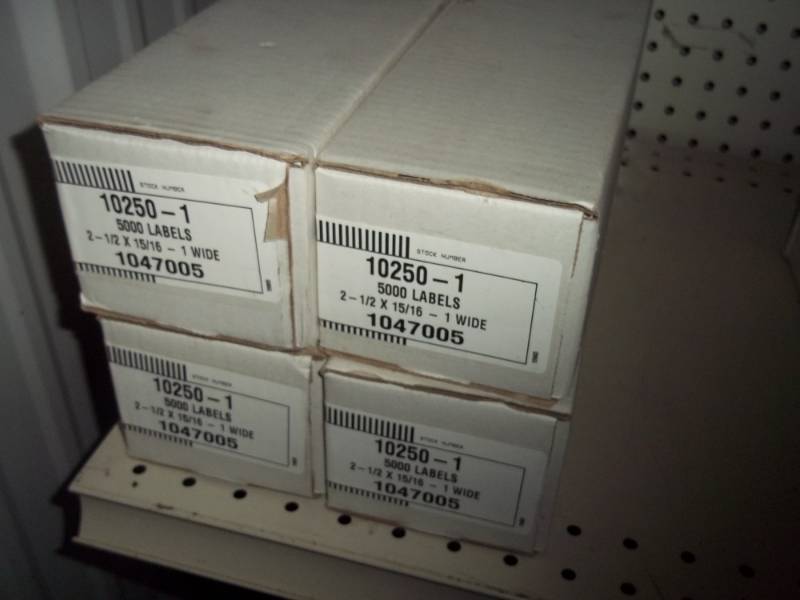 STOCK NUMBER
10250-1
5000 LABELS
2-1/2 X 15/16 - 1 WIDE
1047005
STOCK NUMBER
10250-1
5000 LABELS
2-1/2 X 15/16 - 1 WIDE
1047005
STOCK NUMBER
10250-1
5000 LABELS
2-1/2 X 15/16 - 1 WIDE
1047005
STOCK NUMBER
10250-1
5000 LABELS
2-1/2 X 15/16 - 1 WIDE
1047005